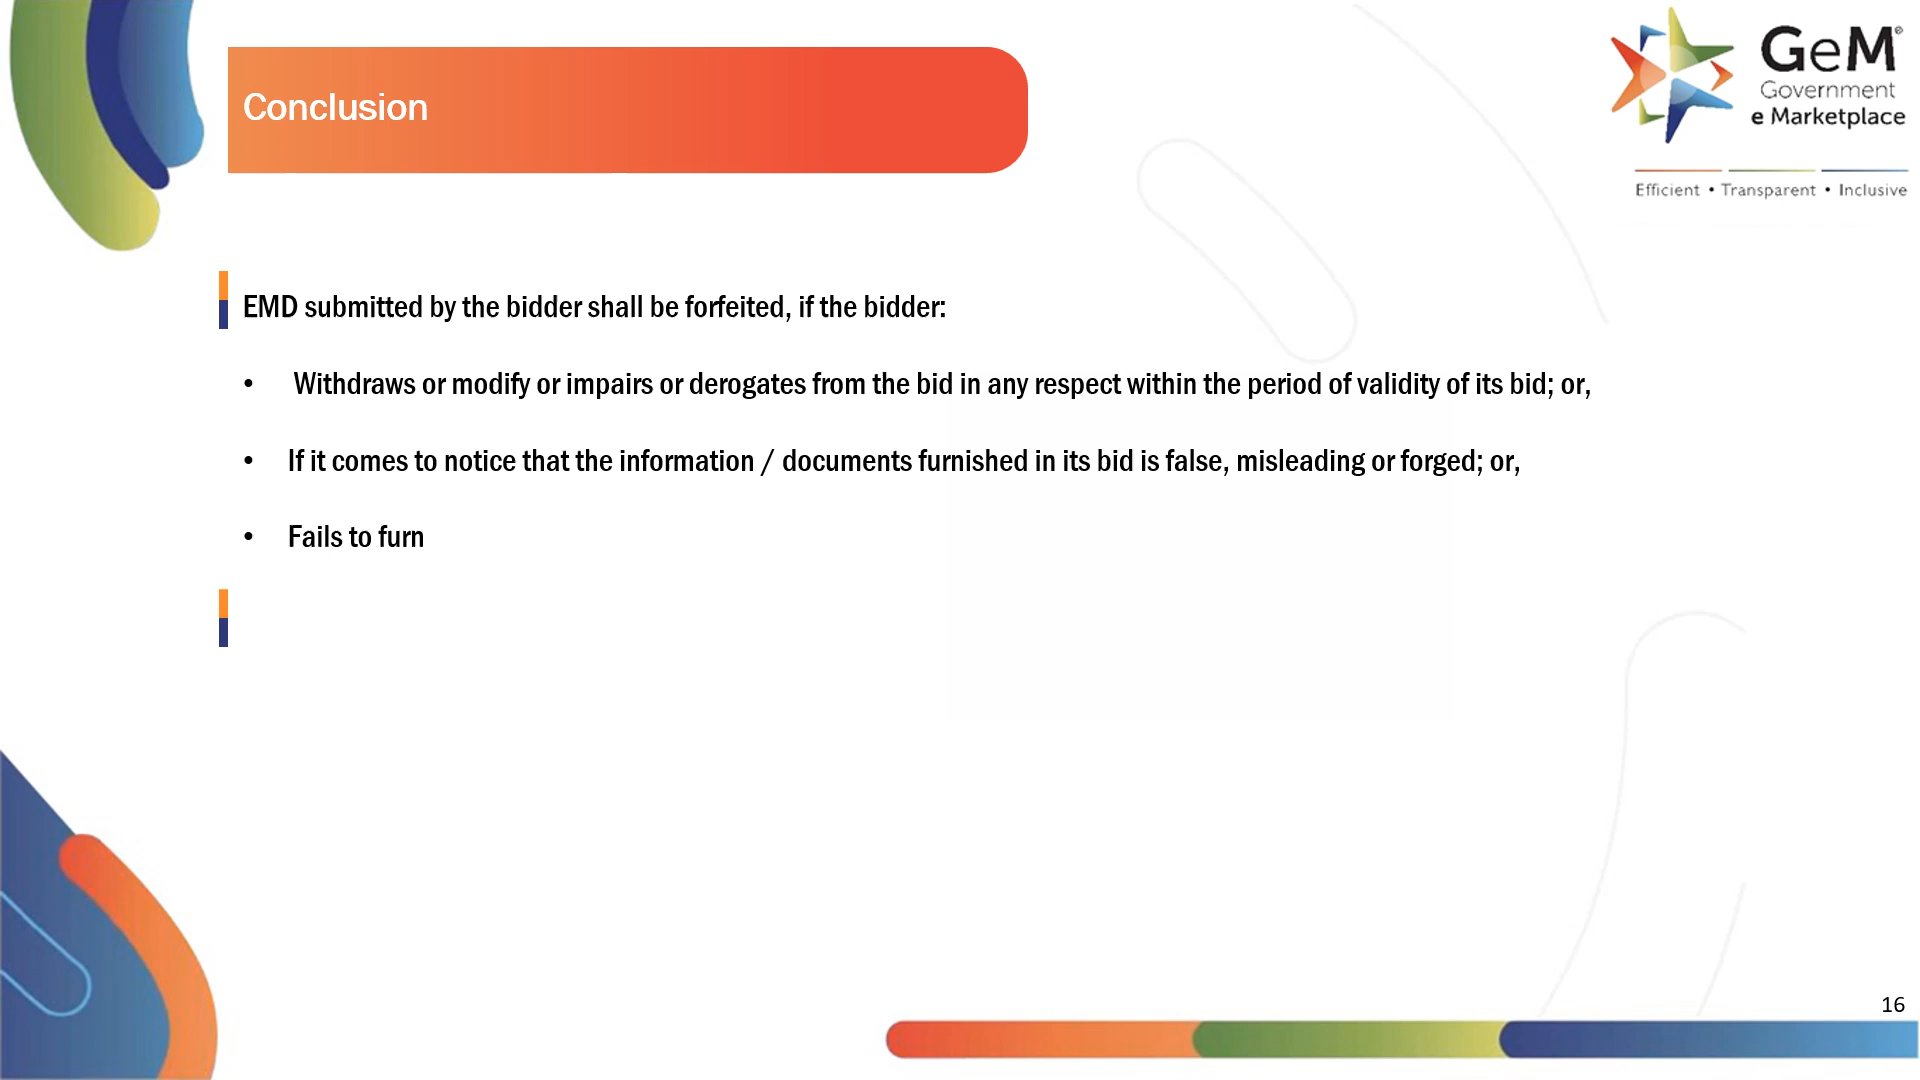 Conclusion
GeM®
Government
e Marketplace
Efficient • Transparent • Inclusive
EMD submitted by the bidder shall be forfeited, if the bidder:
• Withdraws or modify or impairs or derogates from the bid in any respect within the period of validity of its bid; or,
• If it comes to notice that the information / documents furnished in its bid is false, misleading or forged; or,
• Fails to furn
16